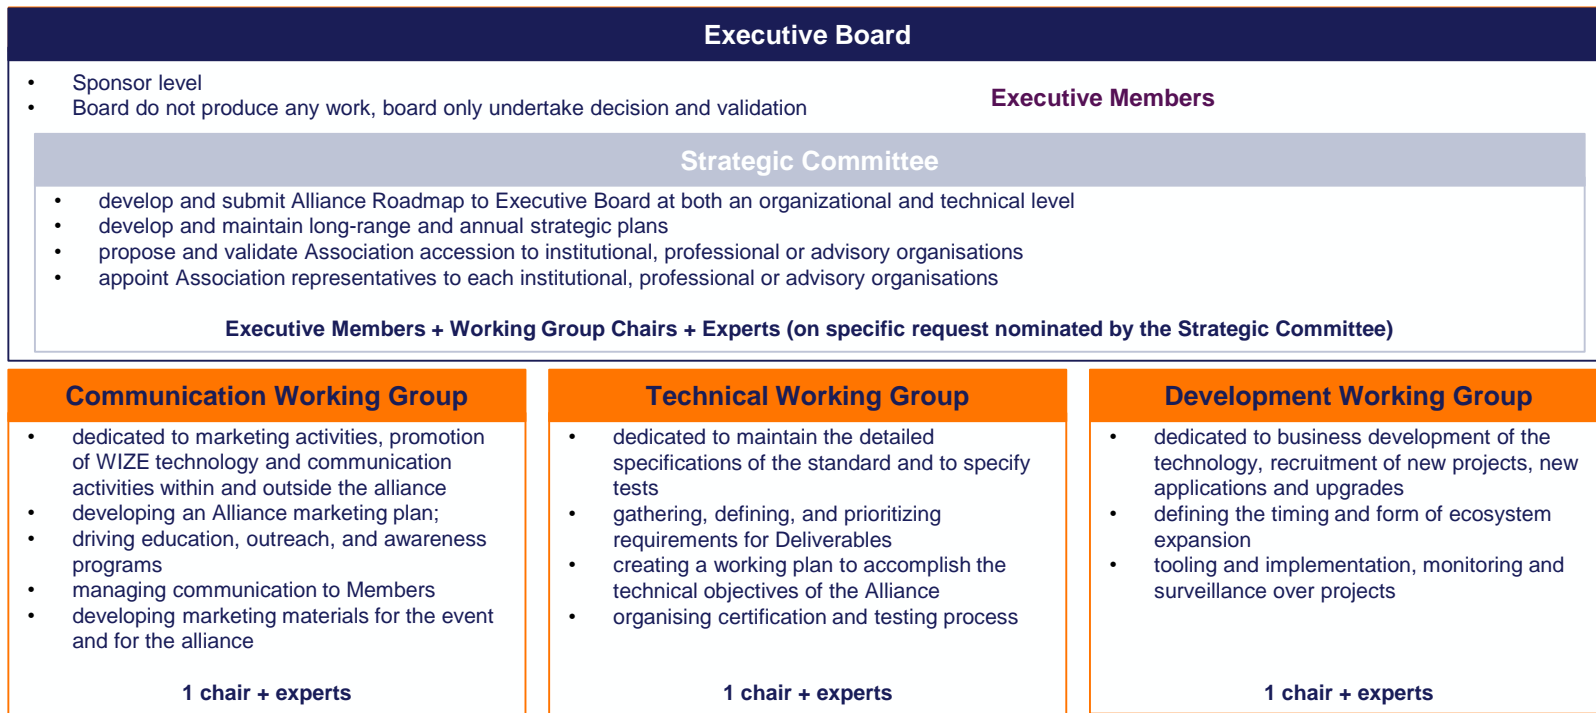 Executive Board
• Sponsor level
• Board do not produce any work, board only undertake decision and validation
Executive Members
Strategic Committee
• develop and submit Alliance Roadmap to Executive Board at both an organizational and technical level
• develop and maintain long-range and annual strategic plans
• propose and validate Association accession to institutional, professional or advisory organisations
• appoint Association representatives to each institutional, professional or advisory organisations
Executive Members + Working Group Chairs + Experts (on specific request nominated by the Strategic Committee)
Communication Working Group
• dedicated to marketing activities, promotion
of WIZE technology and communication
activities within and outside the alliance
• developing an Alliance marketing plan;
• driving education, outreach, and awareness
programs
• managing communication to Members
• developing marketing materials for the event
and for the alliance
1 chair + experts
Technical Working Group
• dedicated to maintain the detailed
specifications of the standard and to specify
tests
• gathering, defining, and prioritizing
requirements for Deliverables
• creating a working plan to accomplish the
technical objectives of the Alliance
• organising certification and testing process
1 chair + experts
Development Working Group
• dedicated to business development of the
technology, recruitment of new projects, new
applications and upgrades
• defining the timing and form of ecosystem
expansion
• tooling and implementation, monitoring and
surveillance over projects
1 chair + experts